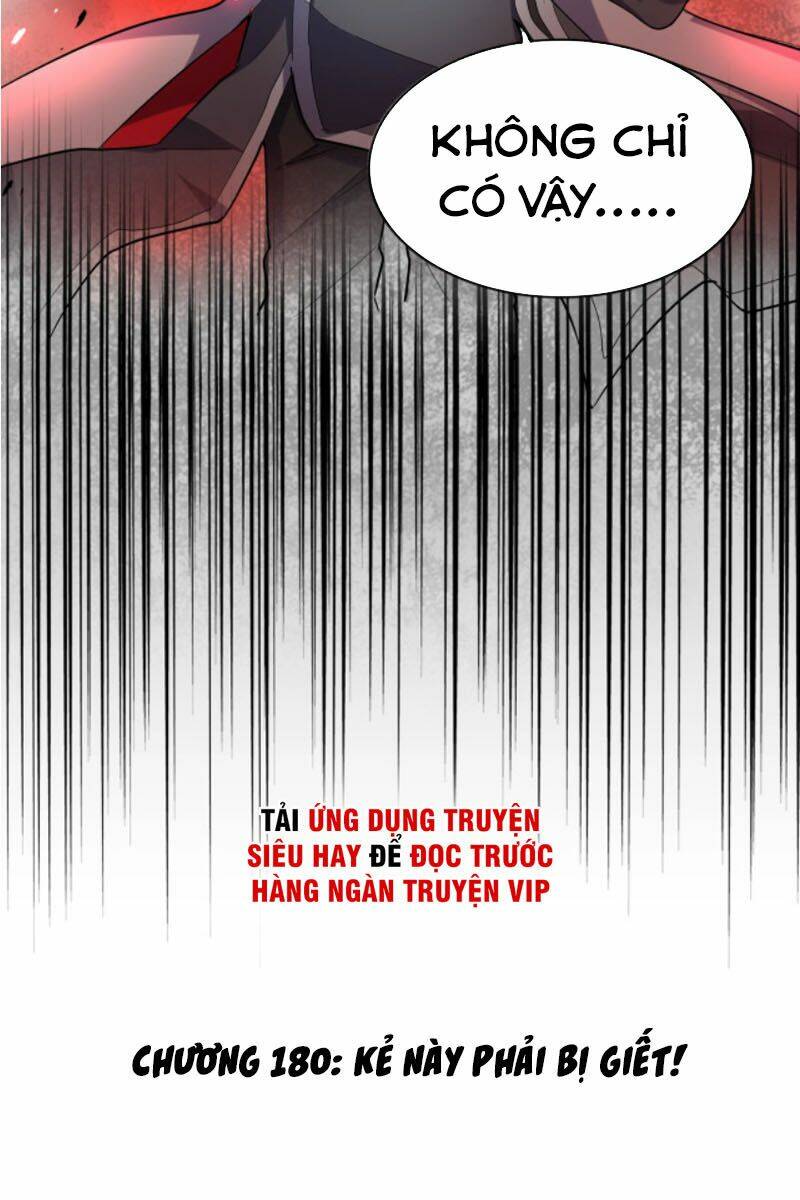 KHÔNG CHỈ
CÓ VẬY.....
TẢI ỨNG DỤNG TRUYỆN
SIÊU HAY ĐỂ ĐỌC TRƯỚC
HÀNG NGÀN TRUYỆN VIP
CHƯƠNG 180: KẺ NÀY PHẢI BỊ GIẾT!